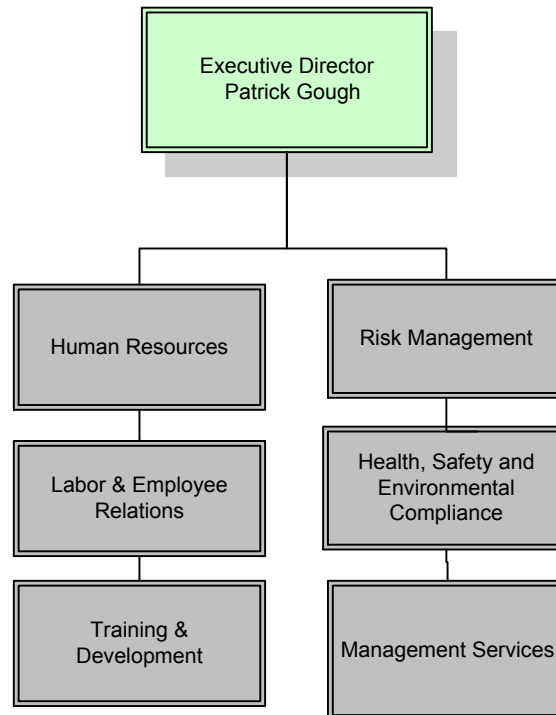 Executive Director
Patrick Gough
Human Resources
Risk Management
Labor & Employee
Relations
Health, Safety and
Environmental
Compliance
Training &
Development
Management Services